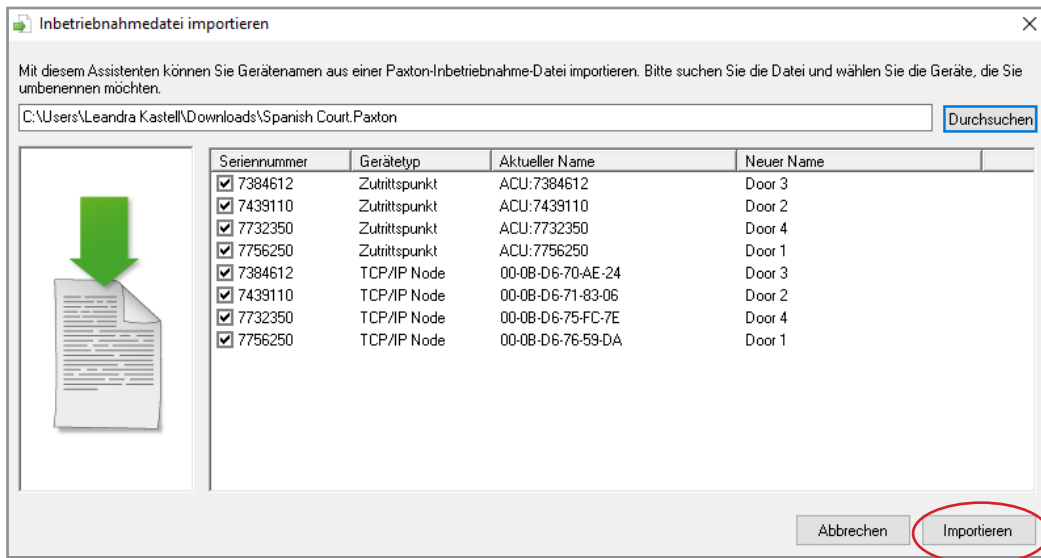 Inbetriebnahmedatei importieren
Mit diesem Assistenten können Sie Gerätenamen aus einer Paxton-Inbetriebnahme-Datei importieren. Bitte suchen Sie die Datei und wählen Sie die Geräte, die Sie
umbenennen möchten.
C:\Users\Leandra Kastell\Downloads\Spanish Court.Paxton Durchsuchen
Seriennummer Gerätetyp Aktueller Name Neuer Name
7384612 Zutrittspunkt ACU:7384612 Door 3
7439110 Zutrittspunkt ACU:7439110 Door 2
7732350 Zutrittspunkt ACU:7732350 Door 4
7756250 Zutrittspunkt ACU:7756250 Door 1
7384612 TCP/IP Node 00-0B-D6-70-AE-24 Door 3
7439110 TCP/IP Node 00-0B-D6-71-83-06 Door 2
7732350 TCP/IP Node 00-0B-D6-75-FC-7E Door 4
7756250 TCP/IP Node 00-0B-D6-76-59-DA Door 1
Abbrechen Importieren